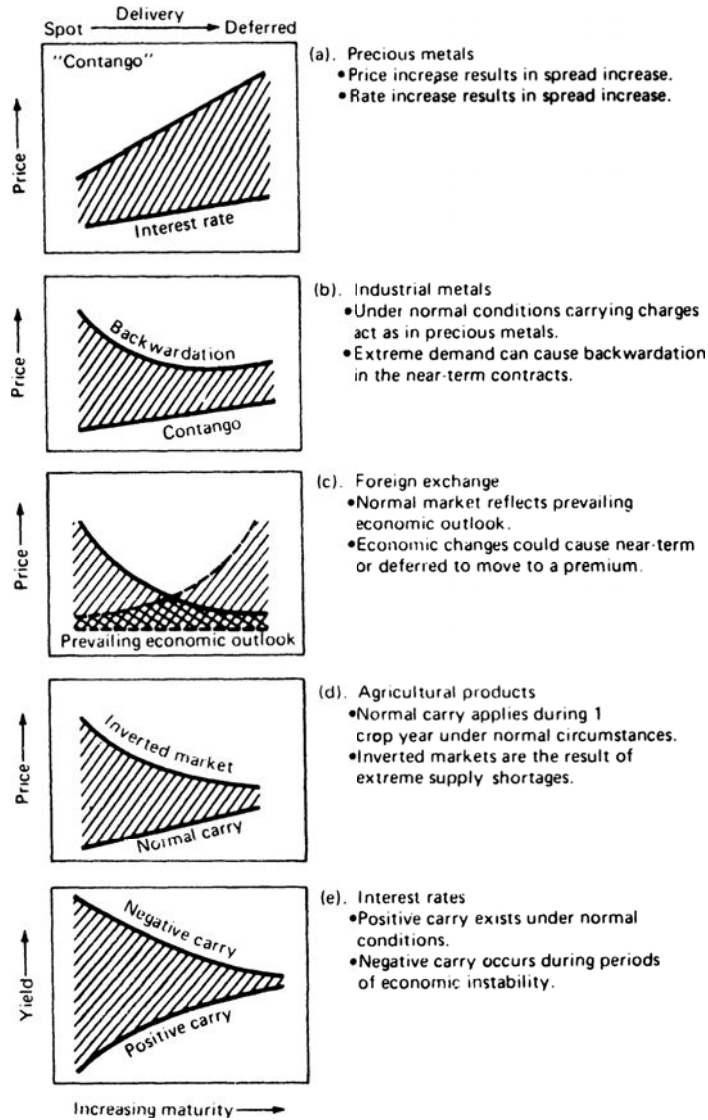 Delivery
Spot Deferred
"Contango"
Price
Interest rate
(a). Precious metals
•Price increase results in spread increase.
•Rate increase results in spread increase.
Price
Backwardation
Contango
(b). Industrial metals
•Under normal conditions carrying charges
act as in precious metals.
•Extreme demand can cause backwardation
in the near-term contracts.
Price
Prevailing economic outlook
(c). Foreign exchange
•Normal market reflects prevailing
economic outlook.
•Economic changes could cause near-term
or deferred to move to a premium.
Price
Inverted market
Normal carry
(d). Agricultural products
•Normal carry applies during 1
crop year under normal circumstances.
•Inverted markets are the result of
extreme supply shortages.
Yield
Negative carry
Positive carry
(e). Interest rates
•Positive carry exists under normal
conditions.
•Negative carry occurs during periods
of economic instability.
Increasing maturity